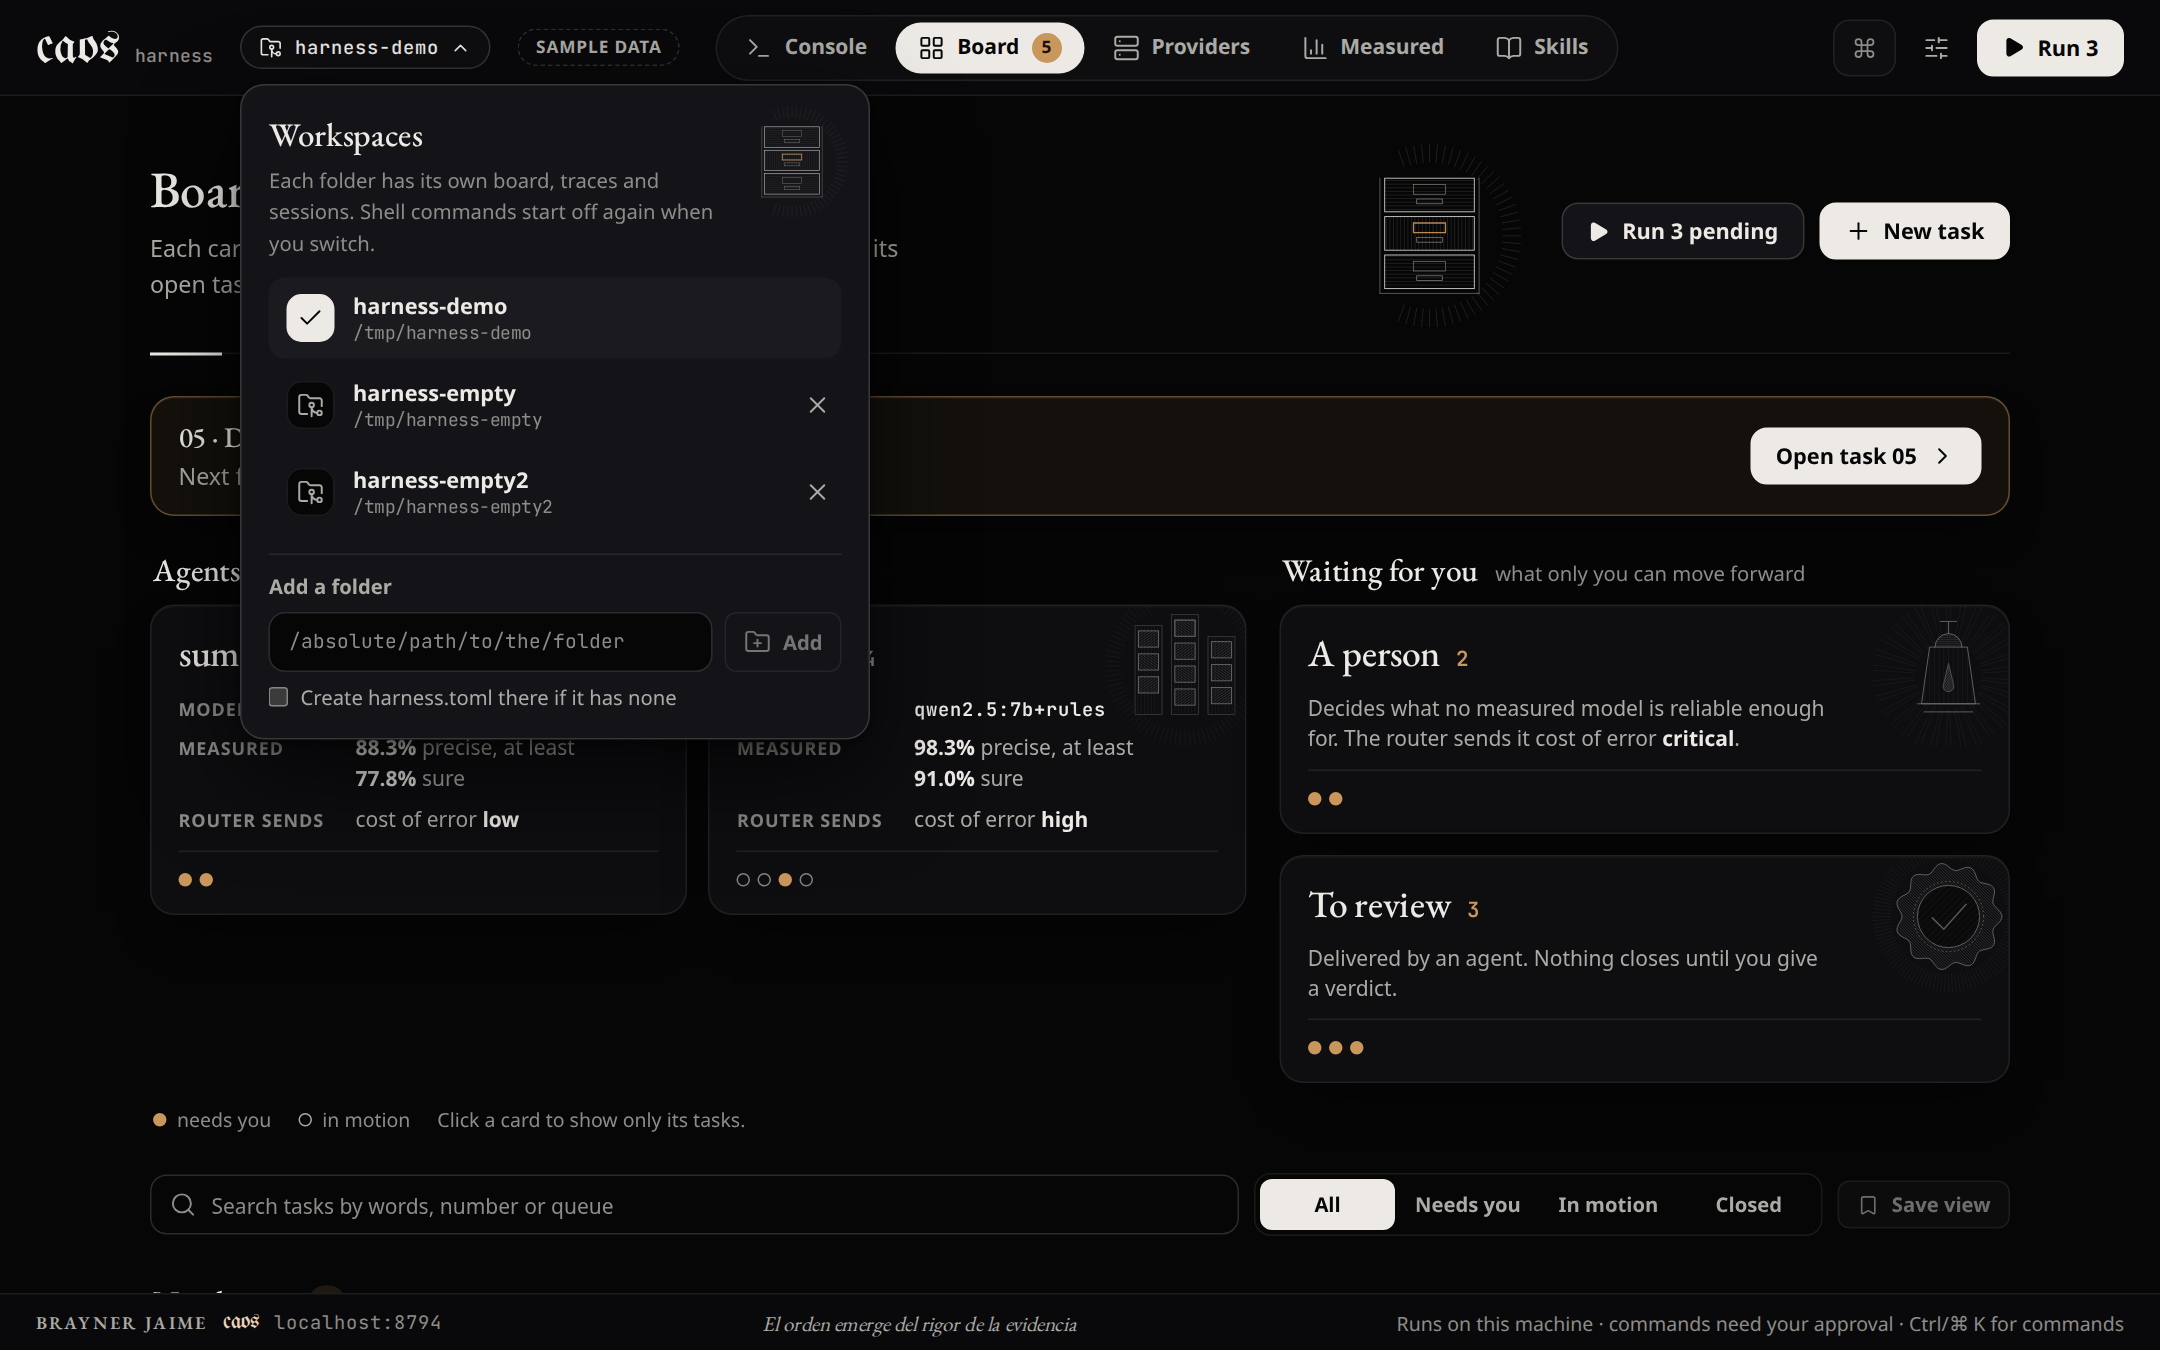 caos harness
harness-demo
SAMPLE DATA
Console
Board 5
Providers
Measured
Skills
Run 3
Workspaces
Each folder has its own board, traces and
sessions. Shell commands start off again when
you switch.
harness-demo
/tmp/harness-demo
harness-empty
/tmp/harness-empty
harness-empty2
/tmp/harness-empty2
Add a folder
/absolute/path/to/the/folder
Add
Create harness.toml there if it has none
its
Run 3 pending
New task
05 ·
Next
Open task 05
Agents
MEASURED 88.3% precise, at least
77.8% sure
ROUTER SENDS cost of error low
qwen2.5:7b+rules
MEASURED 98.3% precise, at least
91.0% sure
ROUTER SENDS cost of error high
Waiting for you what only you can move forward
A person 2
Decides what no measured model is reliable enough
for. The router sends it cost of error critical.
To review 3
Delivered by an agent. Nothing closes until you give
a verdict.
needs you in motion Click a card to show only its tasks.
Search tasks by words, number or queue
All
Needs you
In motion
Closed
Save view
BRAYNER JAIME caos localhost:8794
El orden emerge del rigor de la evidencia
Runs on this machine · commands need your approval · Ctrl/⌘ K for commands